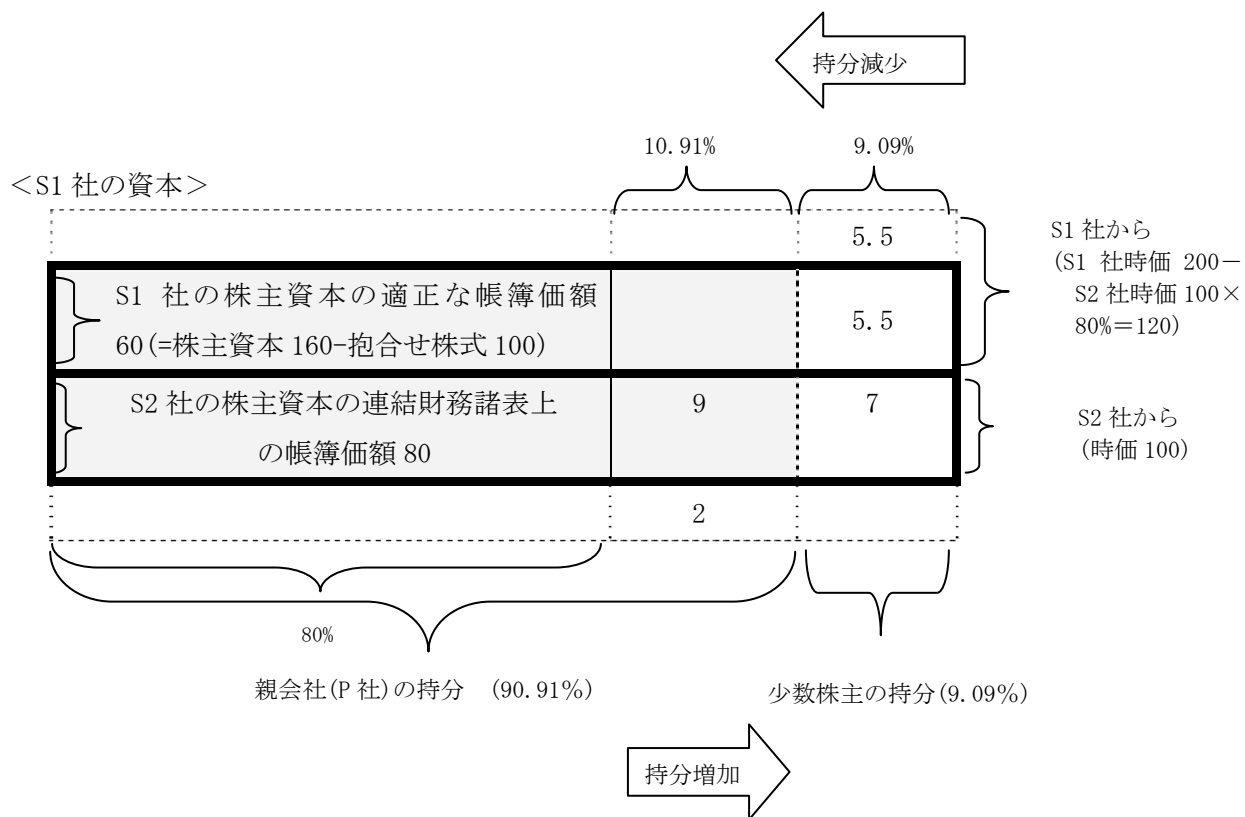 持分減少
10.91%
9.09%
＜S1 社の資本＞
5.5
S1 社から
(S1 社時価 200－
S2 社時価 100×
80%＝120)
S1 社の株主資本の適正な帳簿価額
60(=株主資本 160-抱合せ株式 100)
5.5
S2 社の株主資本の連結財務諸表上
の帳簿価額 80
9
7
S2 社から
(時価 100)
2
80%
親会社(P 社)の持分 (90.91%)
少数株主の持分(9.09%)
持分増加